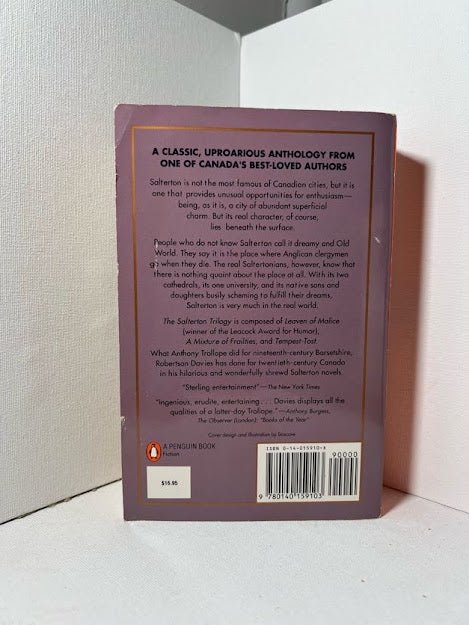 A CLASSIC, UPROARIOUS ANTHOLOGY FROM
ONE OF CANADA'S BEST-LOVED AUTHORS
Salterton is not the most famous of Canadian cities, but it is
one that provides unusual opportunities for enthusiasm—
being, as it is, a city of abundant superficial
charm. But its real character, of course,
lies beneath the surface.
People who do not know Salterton call it dreamy and Old
World. They say it is the place where Anglican clergymen
go when they die. The real Saltertonians, however, know that
there is nothing quaint about the place at all. With its two
cathedrals, its one university, and its native sons and
daughters busily scheming to fulfill their dreams,
Salterton is very much in the real world.
The Salterton Trilogy is composed of Leaven of Malice
(winner of the Leacock Award for Humor),
A Mixture of Frailties, and Tempest-Tost.
What Anthony Trollope did for nineteenth-century Barsetshire,
Robertson Davies has done for twentieth-century Canada
in his hilarious and wonderfully shrewd Salterton novels.
"Sterling entertainment"—The New York Times
"Ingenious, erudite, entertaining . . . Davies displays all the
qualities of a latter-day Trollope."—Anthony Burgess,
The Observer (London); "Books of the Year"
Cover design and illustration by Bascove
A PENGUIN BOOK
Fiction
$16.95
ISBN 0-14-015910-8
90000
9 780140 159103